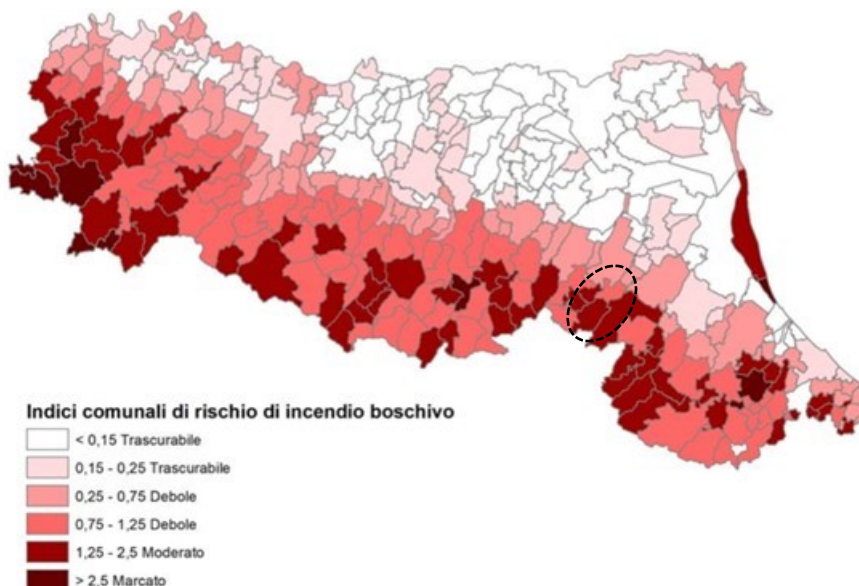 Indici comunali di rischio di incendio boschivo
< 0,15 Trascurabile
0,15 - 0,25 Trascurabile
0,25 - 0,75 Debole
0,75 - 1,25 Debole
1,25 - 2,5 Moderato
> 2,5 Marcato